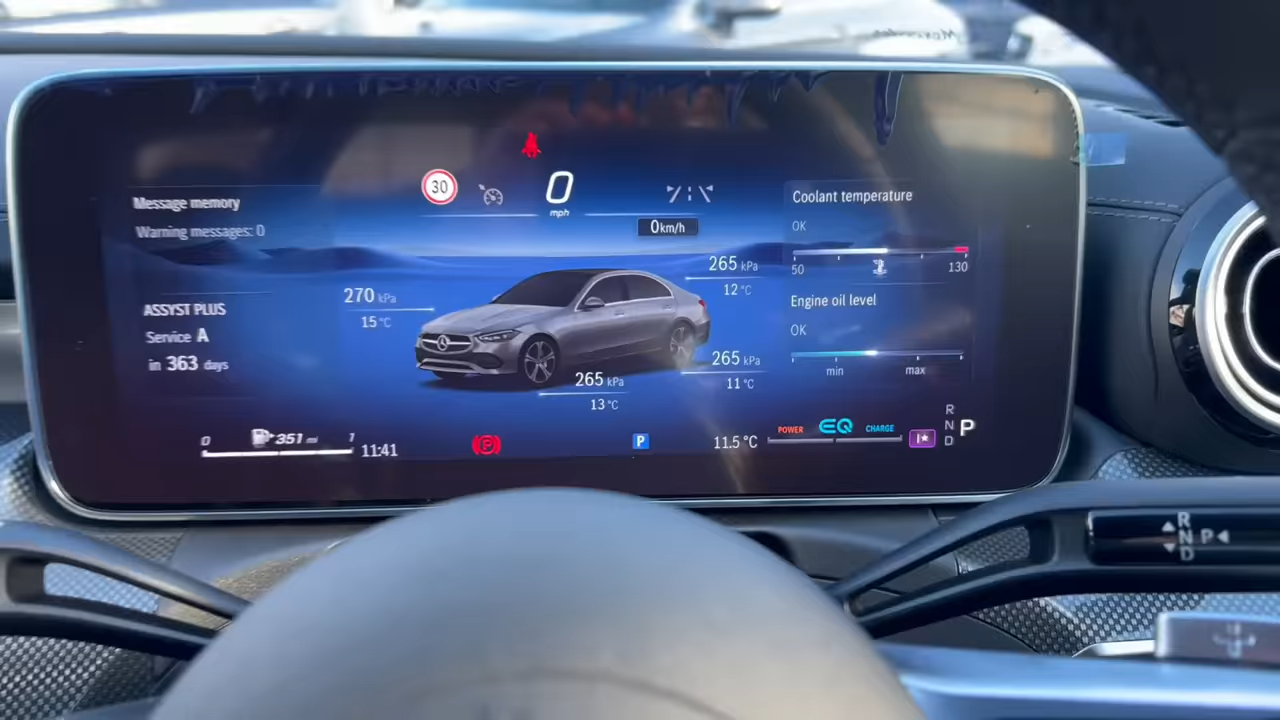 Message memory
Warning messages: 0
ASSYST PLUS
Service A
in 363 days
30
0
mph
0km/h
270 kPa
15 °C
265 kPa
12 °C
265 kPa
13 °C
265 kPa
11 °C
Coolant temperature
OK
50 130
Engine oil level
OK
min max
0 351 mi 1
11:41
P
P
11.5 °C
POWER EQ CHARGE
R
N
D
P
R
N P
D